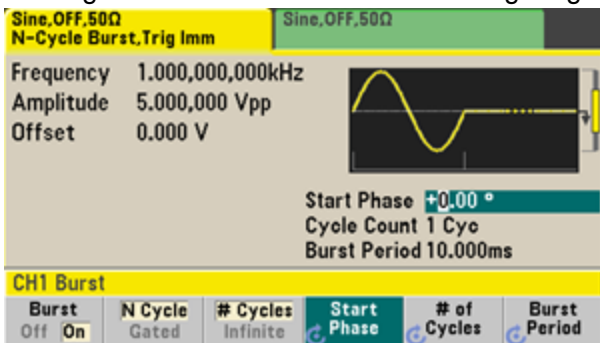 Sine,OFF,50Ω
N-Cycle Burst,Trig Imm
Sine,OFF,50Ω
Frequency 1.000,000,000kHz
Amplitude 5.000,000 Vpp
Offset 0.000 V
Start Phase +0.00 °
Cycle Count 1 Cyc
Burst Period 10.000ms
CH1 Burst
Burst Off On
N Cycle Gated
# Cycles Infinite
Start Phase
# of Cycles
Burst Period